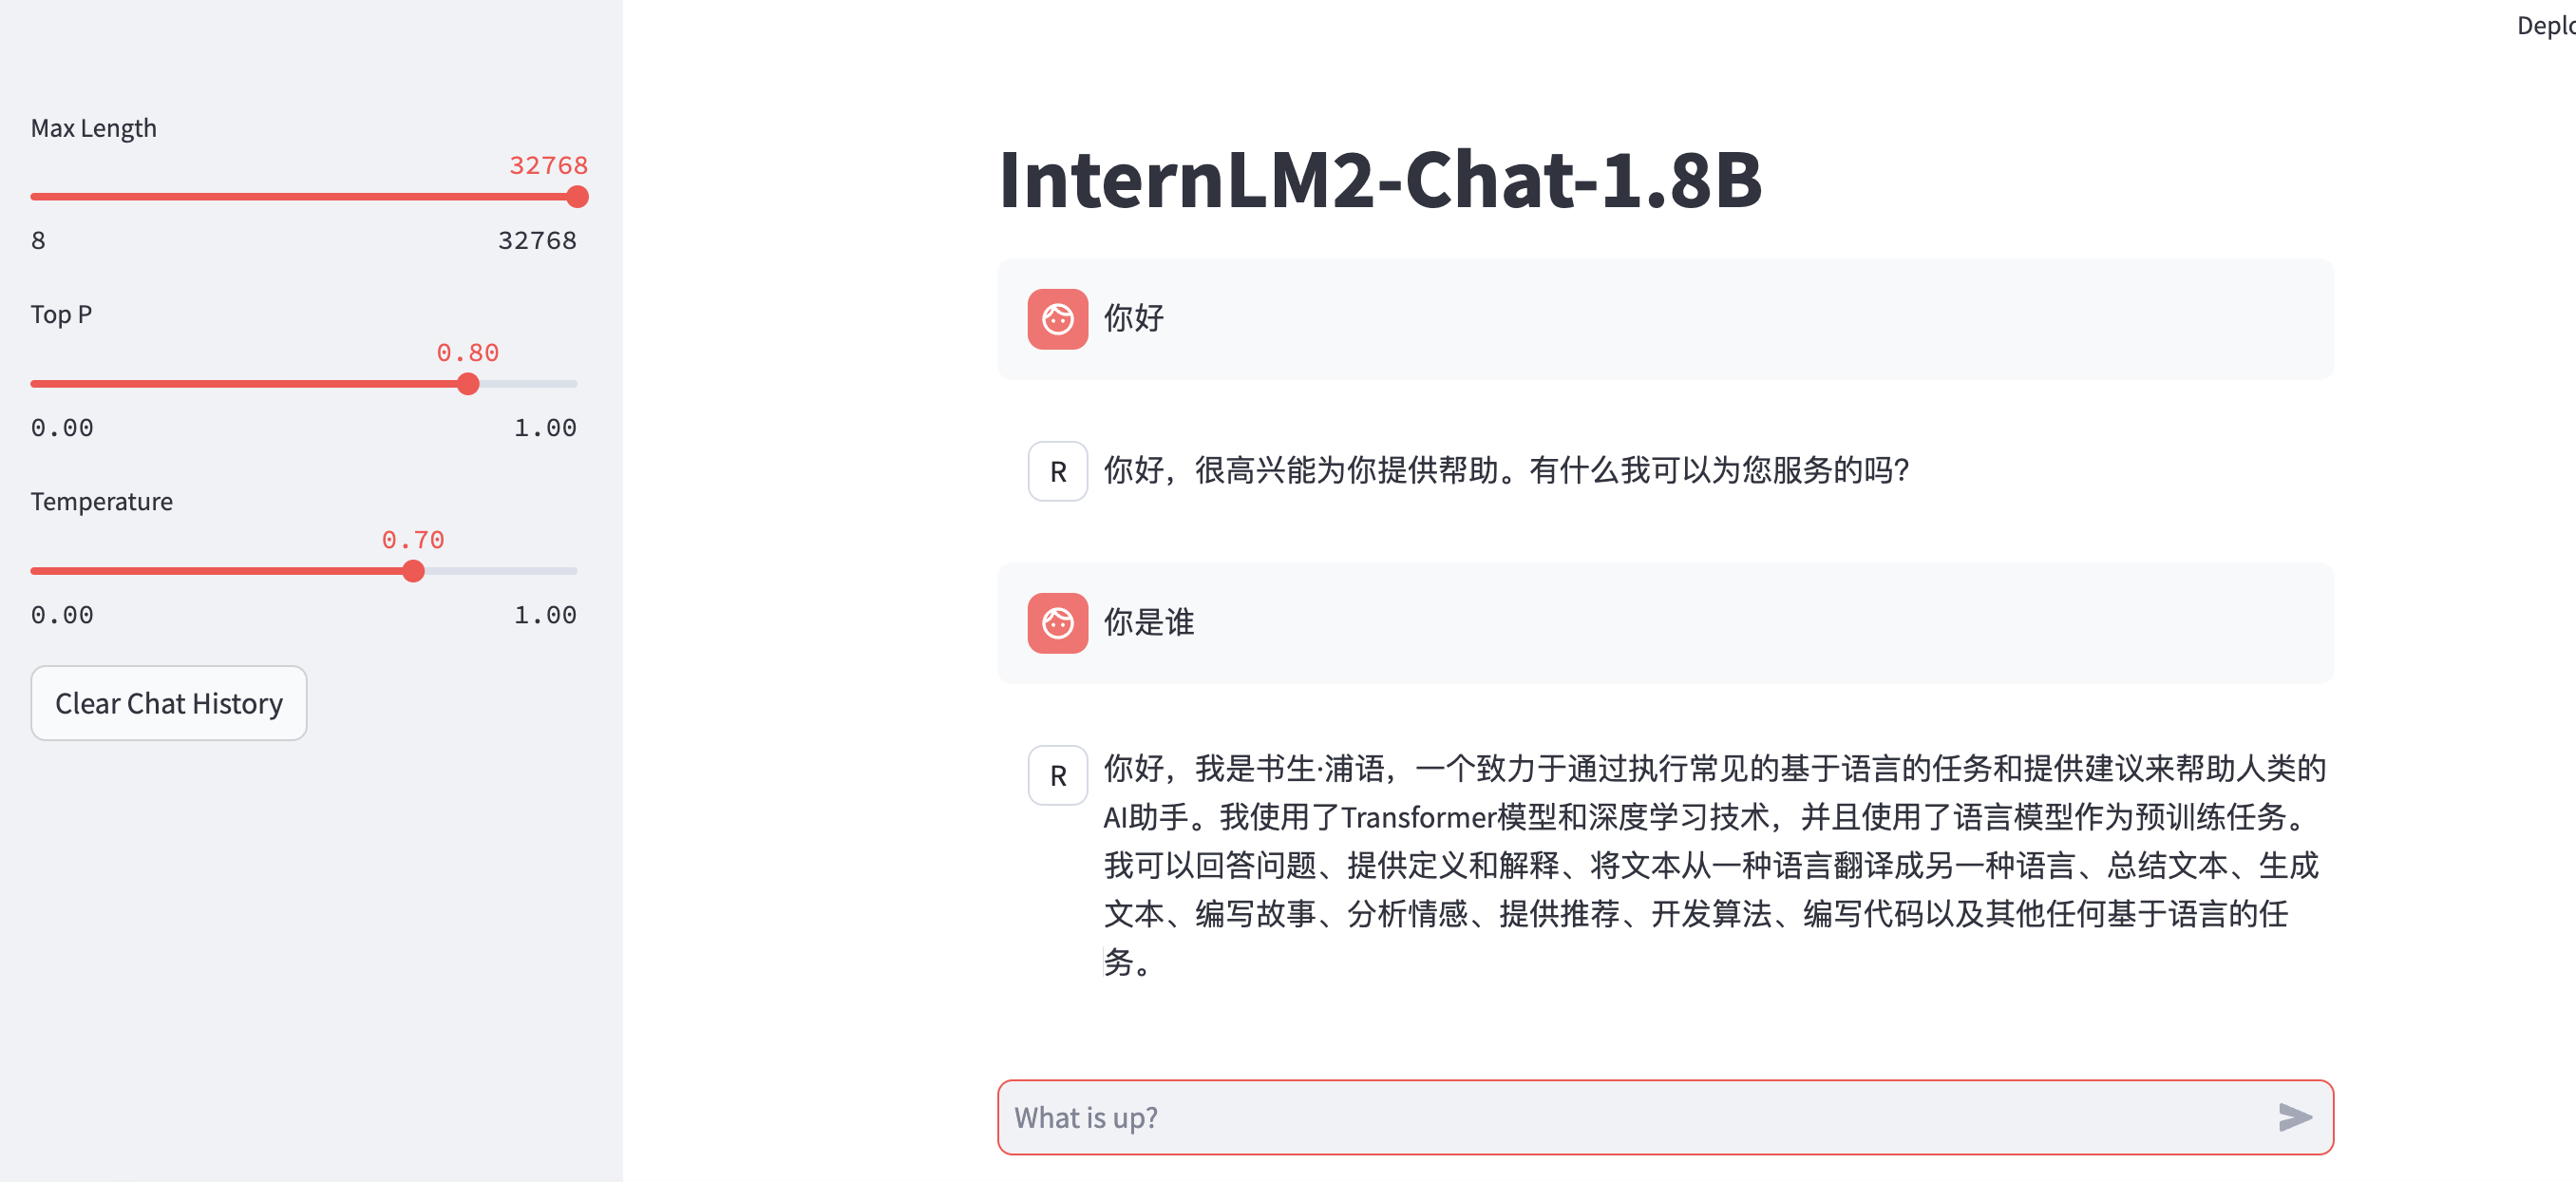 Deplo
Max Length
32768
8 32768
Top P
0.80
0.00 1.00
Temperature
0.70
0.00 1.00
Clear Chat History
InternLM2-Chat-1.8B
你好
R 你好，很高兴能为你提供帮助。有什么我可以为您服务的吗?
你是谁
R 你好，我是书生·浦语，一个致力于通过执行常见的基于语言的任务和提供建议来帮助人类的
AI助手。我使用了Transformer模型和深度学习技术，并且使用了语言模型作为预训练任务。
我可以回答问题、提供定义和解释、将文本从一种语言翻译成另一种语言、总结文本、生成
文本、编写故事、分析情感、提供推荐、开发算法、编写代码以及其他任何基于语言的任
务。
What is up?